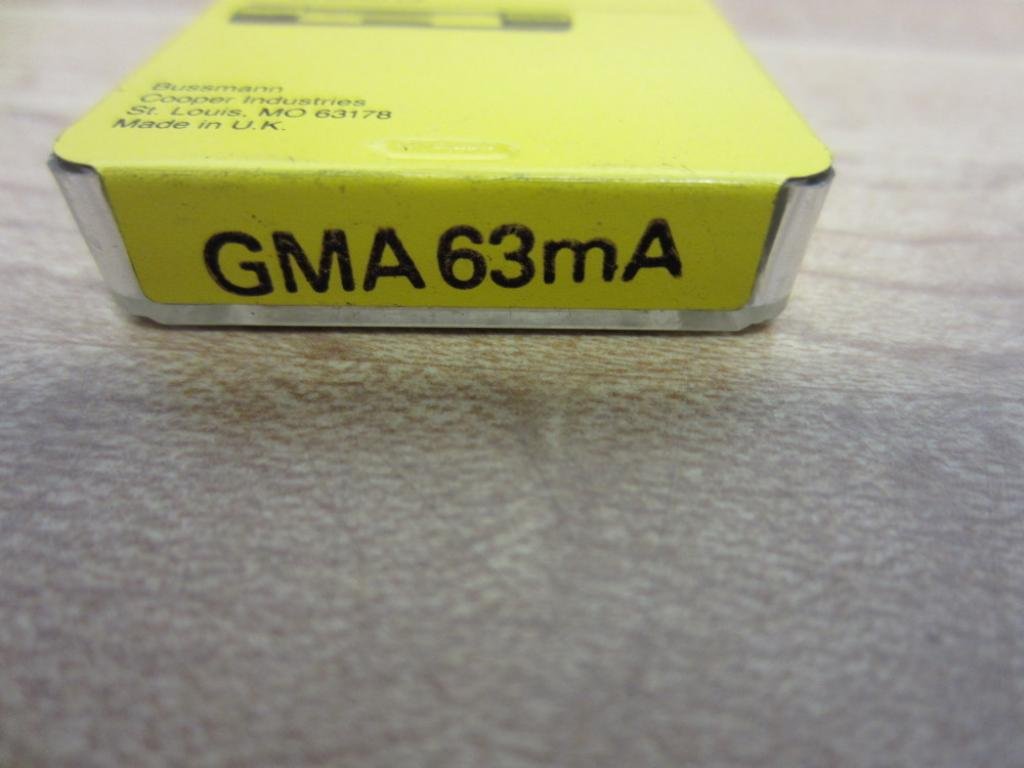 Bussmann
Cooper Industries
St. Louis, MO 63178
Made in U.K.
GMA 63mA